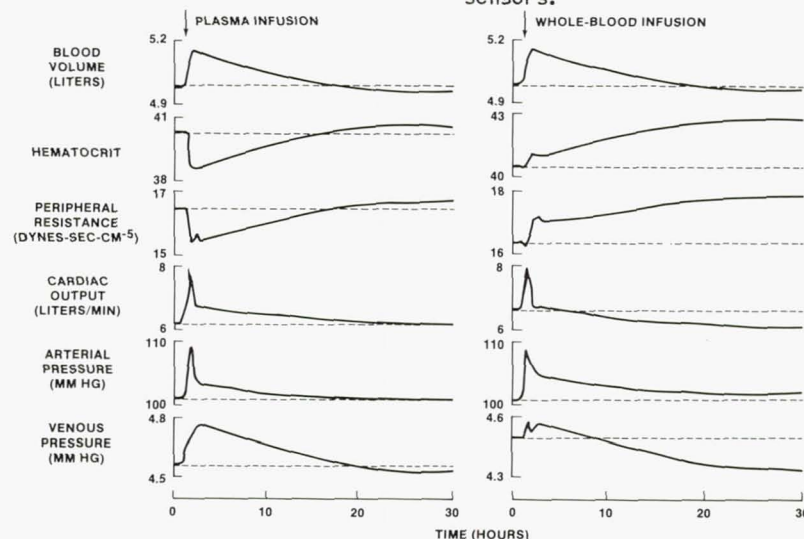 sensors.
PLASMA INFUSION
WHOLE-BLOOD INFUSION
BLOOD
VOLUME
(LITERS)
5.2
4.9
5.2
4.9
HEMATOCRIT
41
38
43
40
PERIPHERAL
RESISTANCE
(DYNES-SEC-CM-5)
17
15
18
16
CARDIAC
OUTPUT
(LITERS/MIN)
8
6
8
6
ARTERIAL
PRESSURE
(MM HG)
110
100
110
100
VENOUS
PRESSURE
(MM HG)
4.8
4.5
4.6
4.3
0 10 20 30
0 10 20 30
TIME (HOURS)